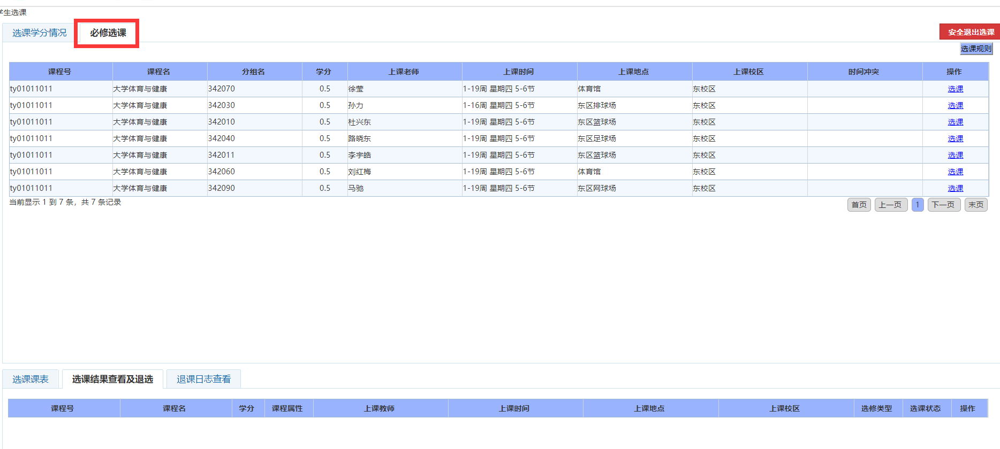 学生选课
选课学分情况 必修选课 安全退出选课
选课规则
课程号 课程名 分组名 学分 上课老师 上课时间 上课地点 上课校区 时间冲突 操作
ty01011011 大学体育与健康 342070 0.5 徐莹 1-19周 星期四 5-6节 体育馆 东校区 选课
ty01011011 大学体育与健康 342030 0.5 孙力 1-16周 星期四 5-6节 东区排球场 东校区 选课
ty01011011 大学体育与健康 342010 0.5 杜兴东 1-19周 星期四 5-6节 东区篮球场 东校区 选课
ty01011011 大学体育与健康 342040 0.5 路晓东 1-19周 星期四 5-6节 东区足球场 东校区 选课
ty01011011 大学体育与健康 342011 0.5 李宇皓 1-19周 星期四 5-6节 东区篮球场 东校区 选课
ty01011011 大学体育与健康 342060 0.5 刘红梅 1-19周 星期四 5-6节 体育馆 东校区 选课
ty01011011 大学体育与健康 342090 0.5 马驰 1-19周 星期四 5-6节 东区网球场 东校区 选课
当前显示 1 到 7 条，共 7 条记录 首页 上一页 1 下一页 末页
选课课表 选课结果查看及退选 退课日志查看
课程号 课程名 学分 课程属性 上课教师 上课时间 上课地点 上课校区 选修类型 选课状态 操作